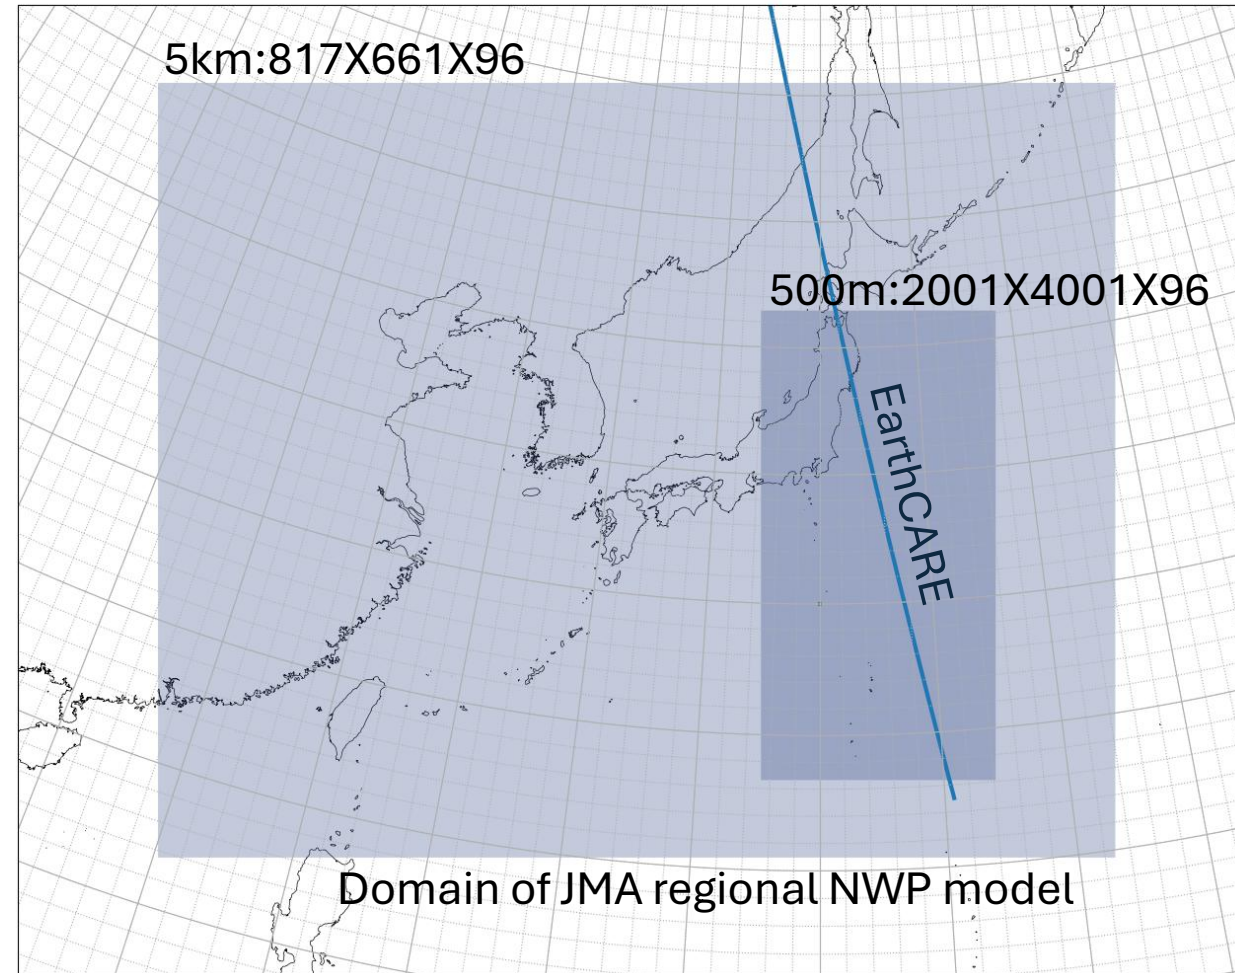 5km:817X661X96
500m:2001X4001X96
EarthCARE
Domain of JMA regional NWP model